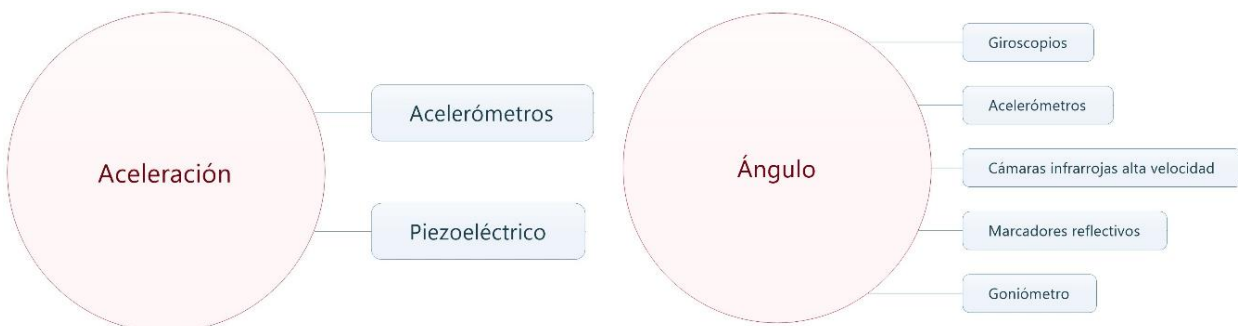 Aceleración
Acelerómetros
Piezoeléctrico
Ángulo
Giroscopios
Acelerómetros
Cámaras infrarrojas alta velocidad
Marcadores reflectivos
Goniómetro